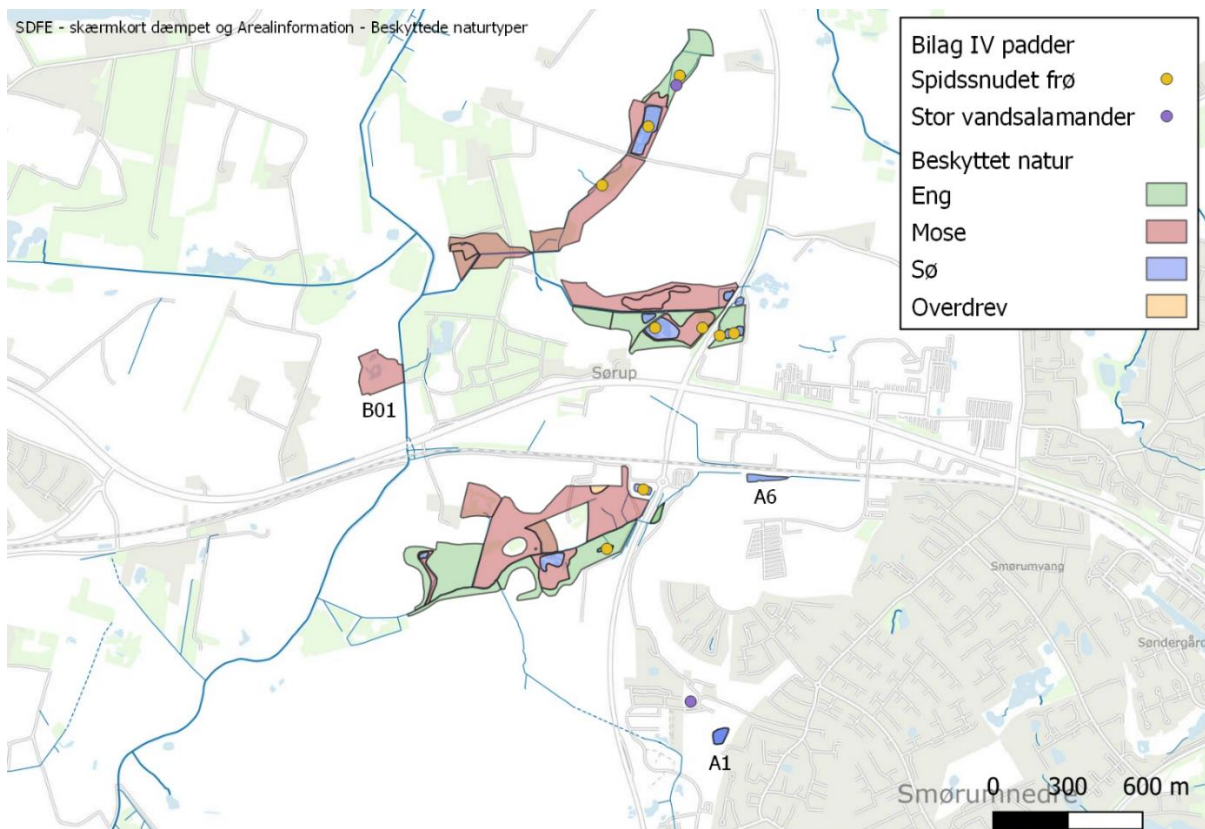 SDFE - skærmkort dæmpet og Arealinformation - Beskyttede naturtyper
Bilag IV padder
Spidssnudet frø
Stor vandsalamander
Beskyttet natur
Eng
Mose
Sø
Overdrev
Sørup
B01
A6
Smørumvang
Søndergård
A1
Smørumnedre
0 300 600 m